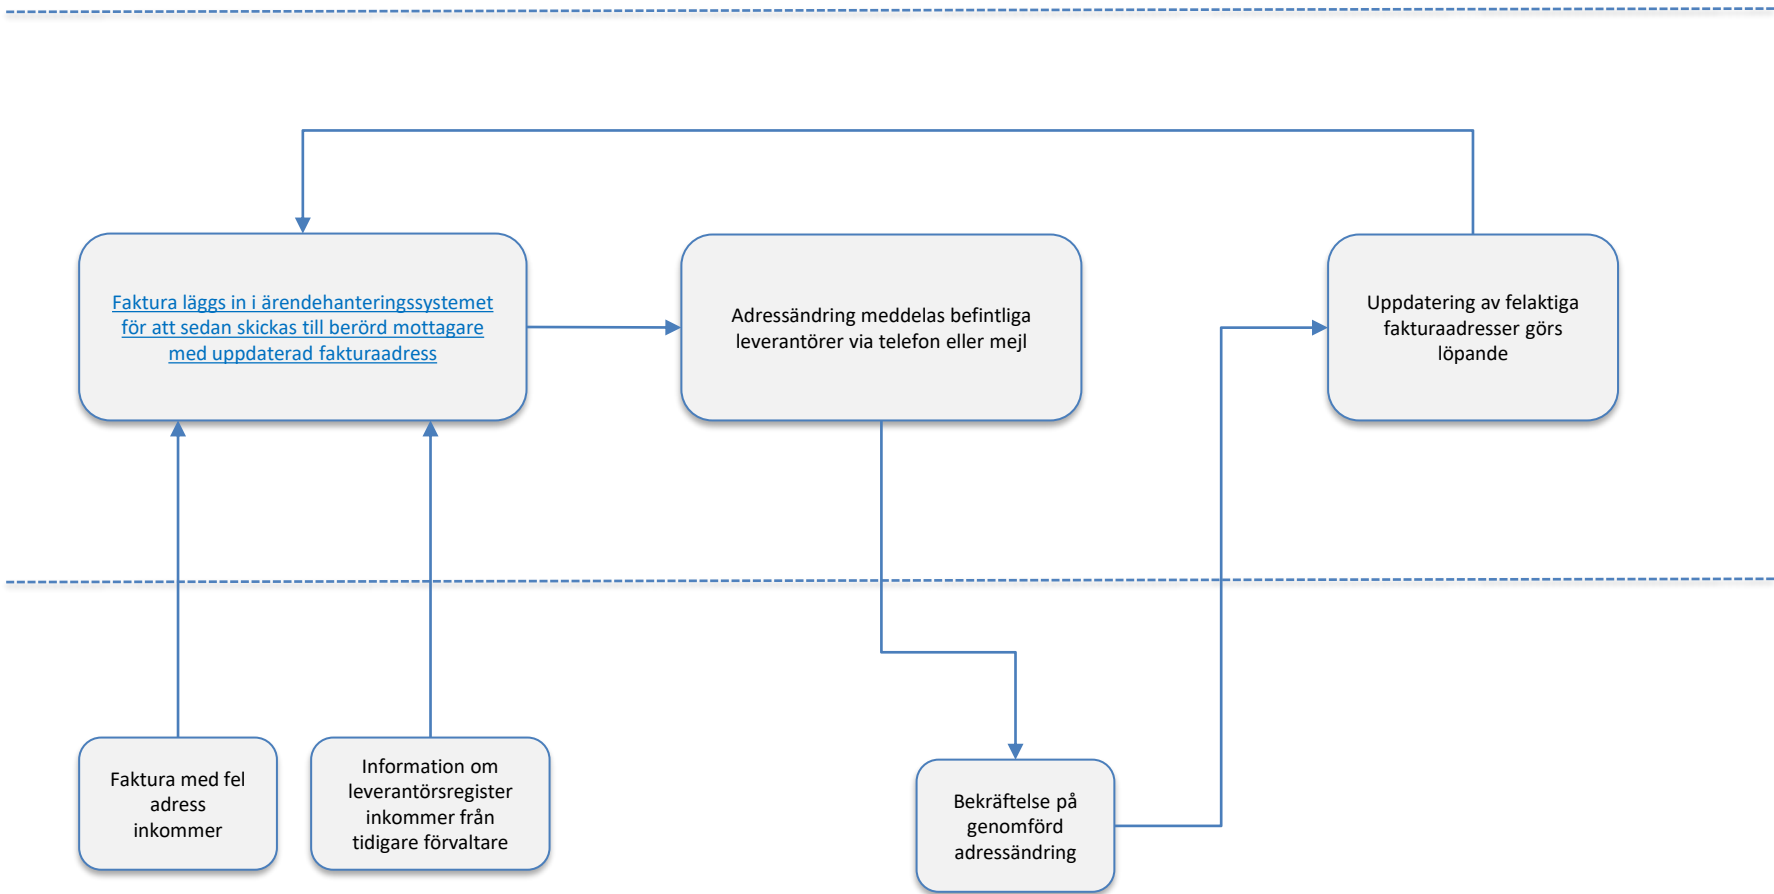 Faktura läggs in i ärendehanteringssystemet
för att sedan skickas till berörd mottagare
med uppdaterad fakturaadress
Adressändring meddelas befintliga
leverantörer via telefon eller mejl
Uppdatering av felaktiga
fakturaadresser görs
löpande
Faktura med fel
adress
inkommer
Information om
leverantörsregister
inkommer från
tidigare förvaltare
Bekräftelse på
genomförd
adressändring